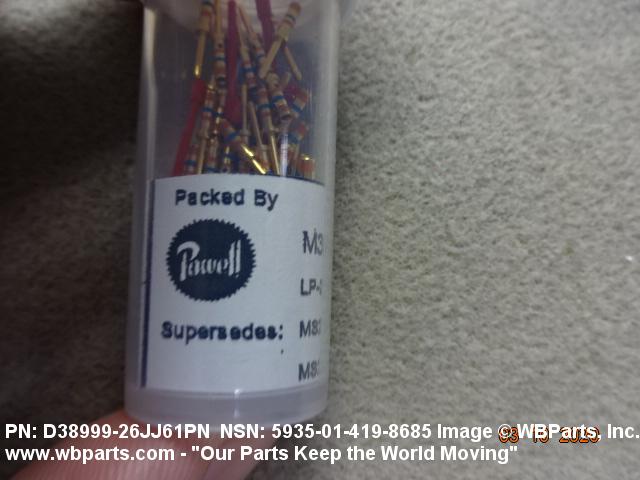 Packed By
Powell
M3
LP-
Supersedes: MS
MS
PN: D38999-26JJ61PN NSN: 5935-01-419-8685 Image © WBParts, Inc.
www.wbparts.com - "Our Parts Keep the World Moving"